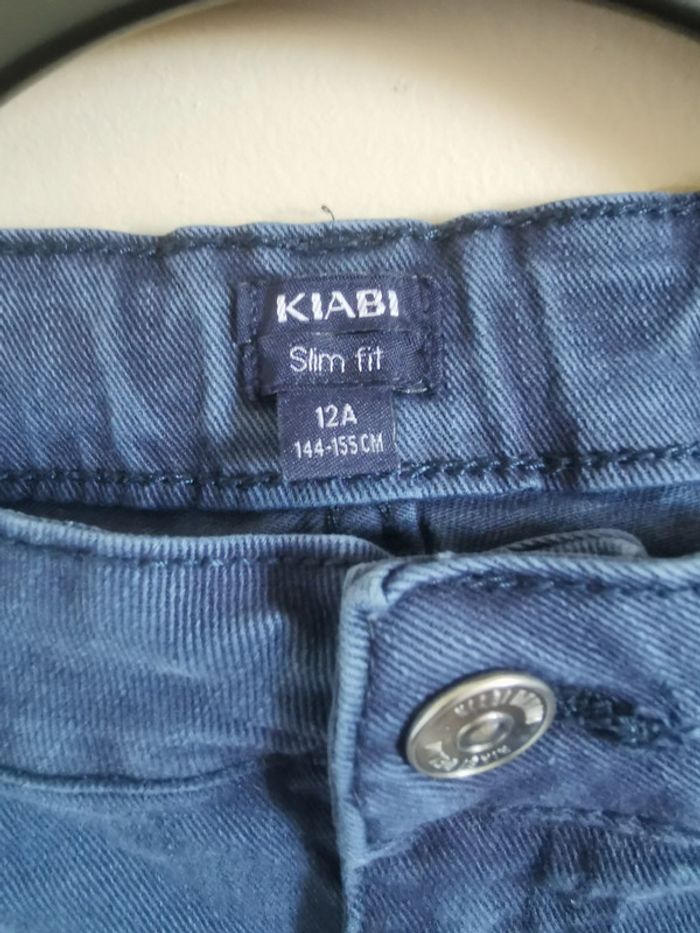 KIABI
Slim fit
12A
144-155 CM